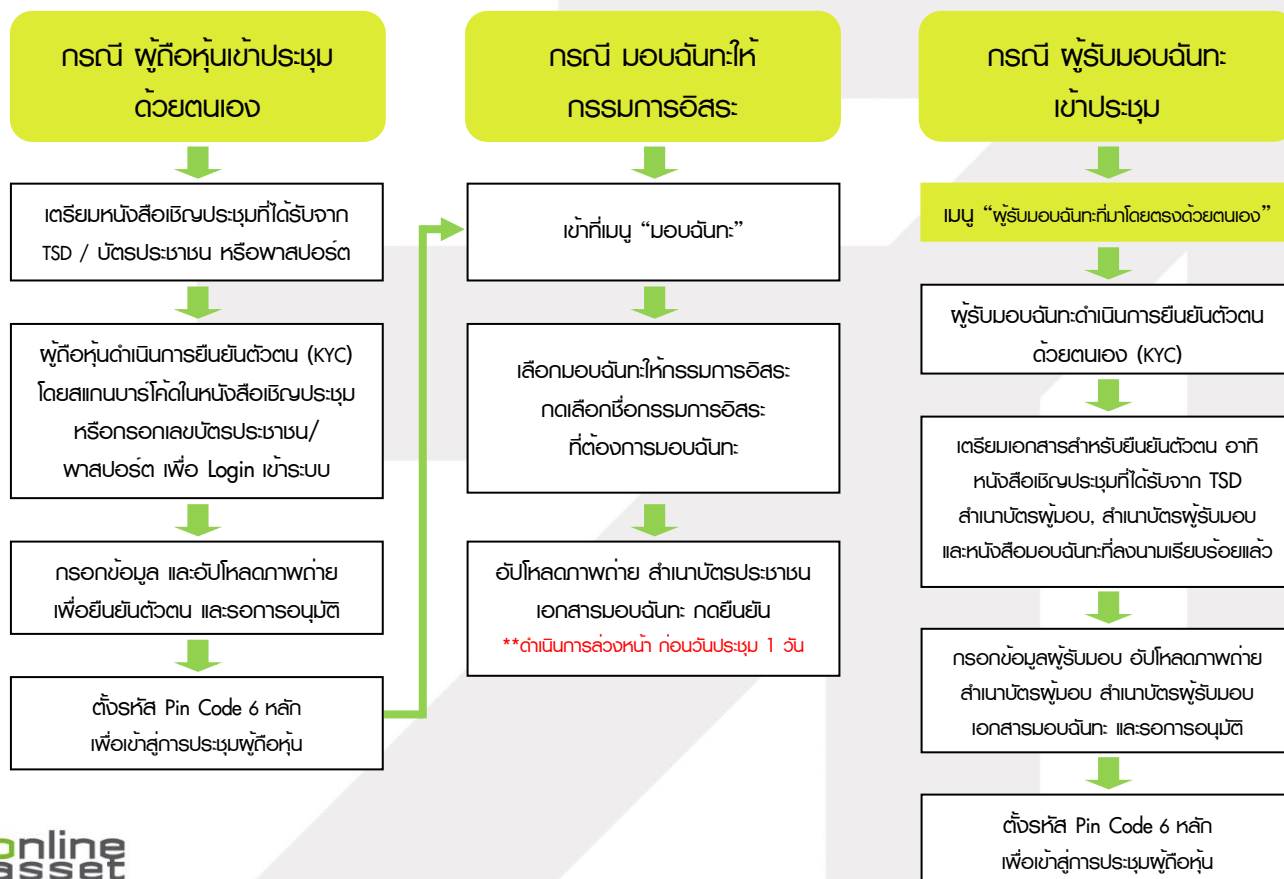 กรณี ผู้ถือหุ้นเข้าประชุม
ด้วยตนเอง
เตรียมหนังสือเชิญประชุมที่ได้รับจาก
TSD / บัตรประชาชน หรือพาสปอร์ต
ผู้ถือหุ้นดำเนินการยืนยันตัวตน (KYC)
โดยสแกนบาร์โค้ดในหนังสือเชิญประชุม
หรือกรอกเลขบัตรประชาชน/
พาสปอร์ต เพื่อ Login เข้าระบบ
กรอกข้อมูล และอัปโหลดภาพถ่าย
เพื่อยืนยันตัวตน และรอการอนุมัติ
ตั้งรหัส Pin Code 6 หลัก
เพื่อเข้าสู่การประชุมผู้ถือหุ้น
กรณี มอบฉันทะให้
กรรมการอิสระ
เข้าที่เมนู “มอบฉันทะ”
เลือกมอบฉันทะให้กรรมการอิสระ
กดเลือกชื่อกรรมการอิสระ
ที่ต้องการมอบฉันทะ
อัปโหลดภาพถ่าย สำเนาบัตรประชาชน
เอกสารมอบฉันทะ กดยืนยัน
**ดำเนินการล่วงหน้า ก่อนวันประชุม 1 วัน
กรณี ผู้รับมอบฉันทะ
เข้าประชุม
เมนู “ผู้รับมอบฉันทะที่มาโดยตรงด้วยตนเอง”
ผู้รับมอบฉันทะดำเนินการยืนยันตัวตน
ด้วยตนเอง (KYC)
เตรียมเอกสารสำหรับยืนยันตัวตน อาทิ
หนังสือเชิญประชุมที่ได้รับจาก TSD
สำเนาบัตรผู้มอบ, สำเนาบัตรผู้รับมอบ
และหนังสือมอบฉันทะที่ลงนามเรียบร้อยแล้ว
กรอกข้อมูลผู้รับมอบ อัปโหลดภาพถ่าย
สำเนาบัตรผู้มอบ สำเนาบัตรผู้รับมอบ
เอกสารมอบฉันทะ และรอการอนุมัติ
ตั้งรหัส Pin Code 6 หลัก
เพื่อเข้าสู่การประชุมผู้ถือหุ้น
online
asset